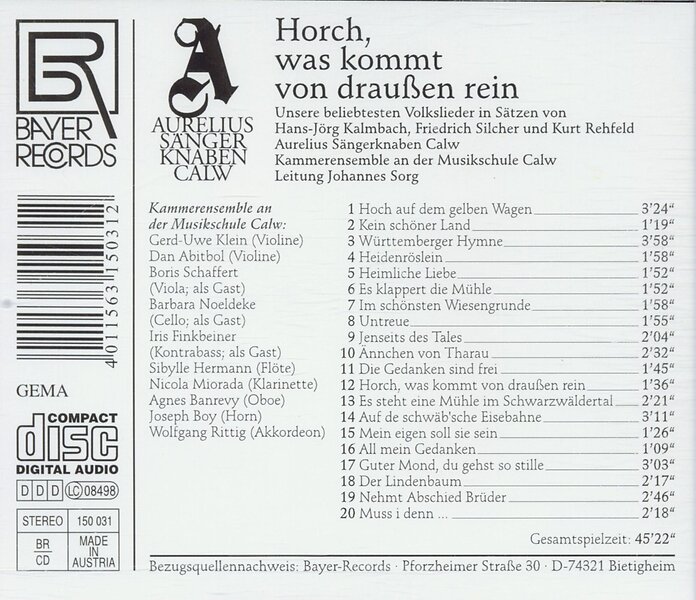 BAYER
RECORDS
A
AURELIUS
SÄNGER
KNABEN
CALW
Horch,
was kommt
von draußen rein
Unsere beliebtesten Volkslieder in Sätzen von
Hans-Jörg Kalmbach, Friedrich Silcher und Kurt Rehfeld
Aurelius Sängerknaben Calw
Kammerensemble an der Musikschule Calw
Leitung Johannes Sorg
Kammerensemble an
der Musikschule Calw:
Gerd-Uwe Klein (Violine)
Dan Abitbol (Violine)
Boris Schaffert
(Viola; als Gast)
Barbara Noeldeke
(Cello; als Gast)
Iris Finkbeiner
(Kontrabass; als Gast)
Sibylle Hermann (Flöte)
Nicola Miorada (Klarinette)
Agnes Banrevy (Oboe)
Joseph Boy (Horn)
Wolfgang Rittig (Akkordeon)
1 Hoch auf dem gelben Wagen 3’24“
2 Kein schöner Land 1’19“
3 Württemberger Hymne 3’58“
4 Heidenröslein 1’58“
5 Heimliche Liebe 1’52“
6 Es klappert die Mühle 1’52“
7 Im schönsten Wiesengrunde 1’58“
8 Untreue 1’55“
9 Jenseits des Tales 2’04“
10 Ännchen von Tharau 2’32“
11 Die Gedanken sind frei 1’45“
12 Horch, was kommt von draußen rein 1’36“
13 Es steht eine Mühle im Schwarzwäldertal 2’21“
14 Auf de schwäb'sche Eisebahne 3’11“
15 Mein eigen soll sie sein 1’26“
16 All mein Gedanken 1’09“
17 Guter Mond, du gehst so stille 3’03“
18 Der Lindenbaum 2’17“
19 Nehmt Abschied Brüder 2’46“
20 Muss i denn ... 2’18“
Gesamtspielzeit: 45’22“
4 011563 150312
GEMA
COMPACT
disc
DIGITAL AUDIO
D D D LC 08498
STEREO 150 031
BR
CD
MADE
IN
AUSTRIA
Bezugsquellennachweis: Bayer-Records · Pforzheimer Straße 30 · D-74321 Bietigheim